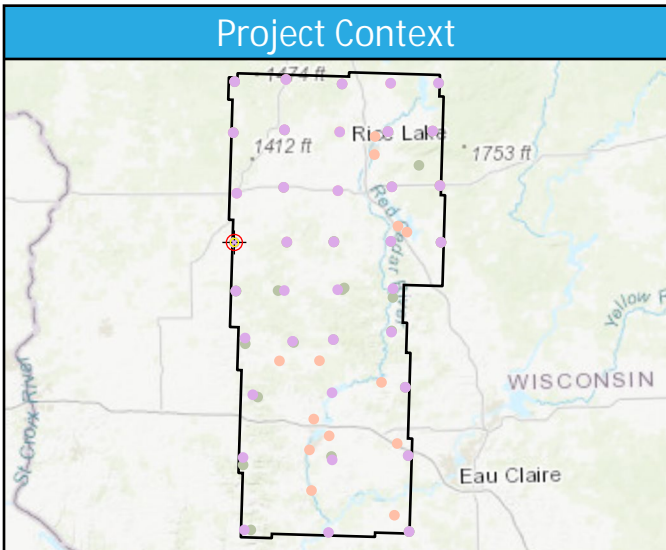 Project Context
1474 ft
Rice Lake
1412 ft
1753 ft
Red Cedar River
Yellow R
WISCONSIN
St Croix River
Eau Claire